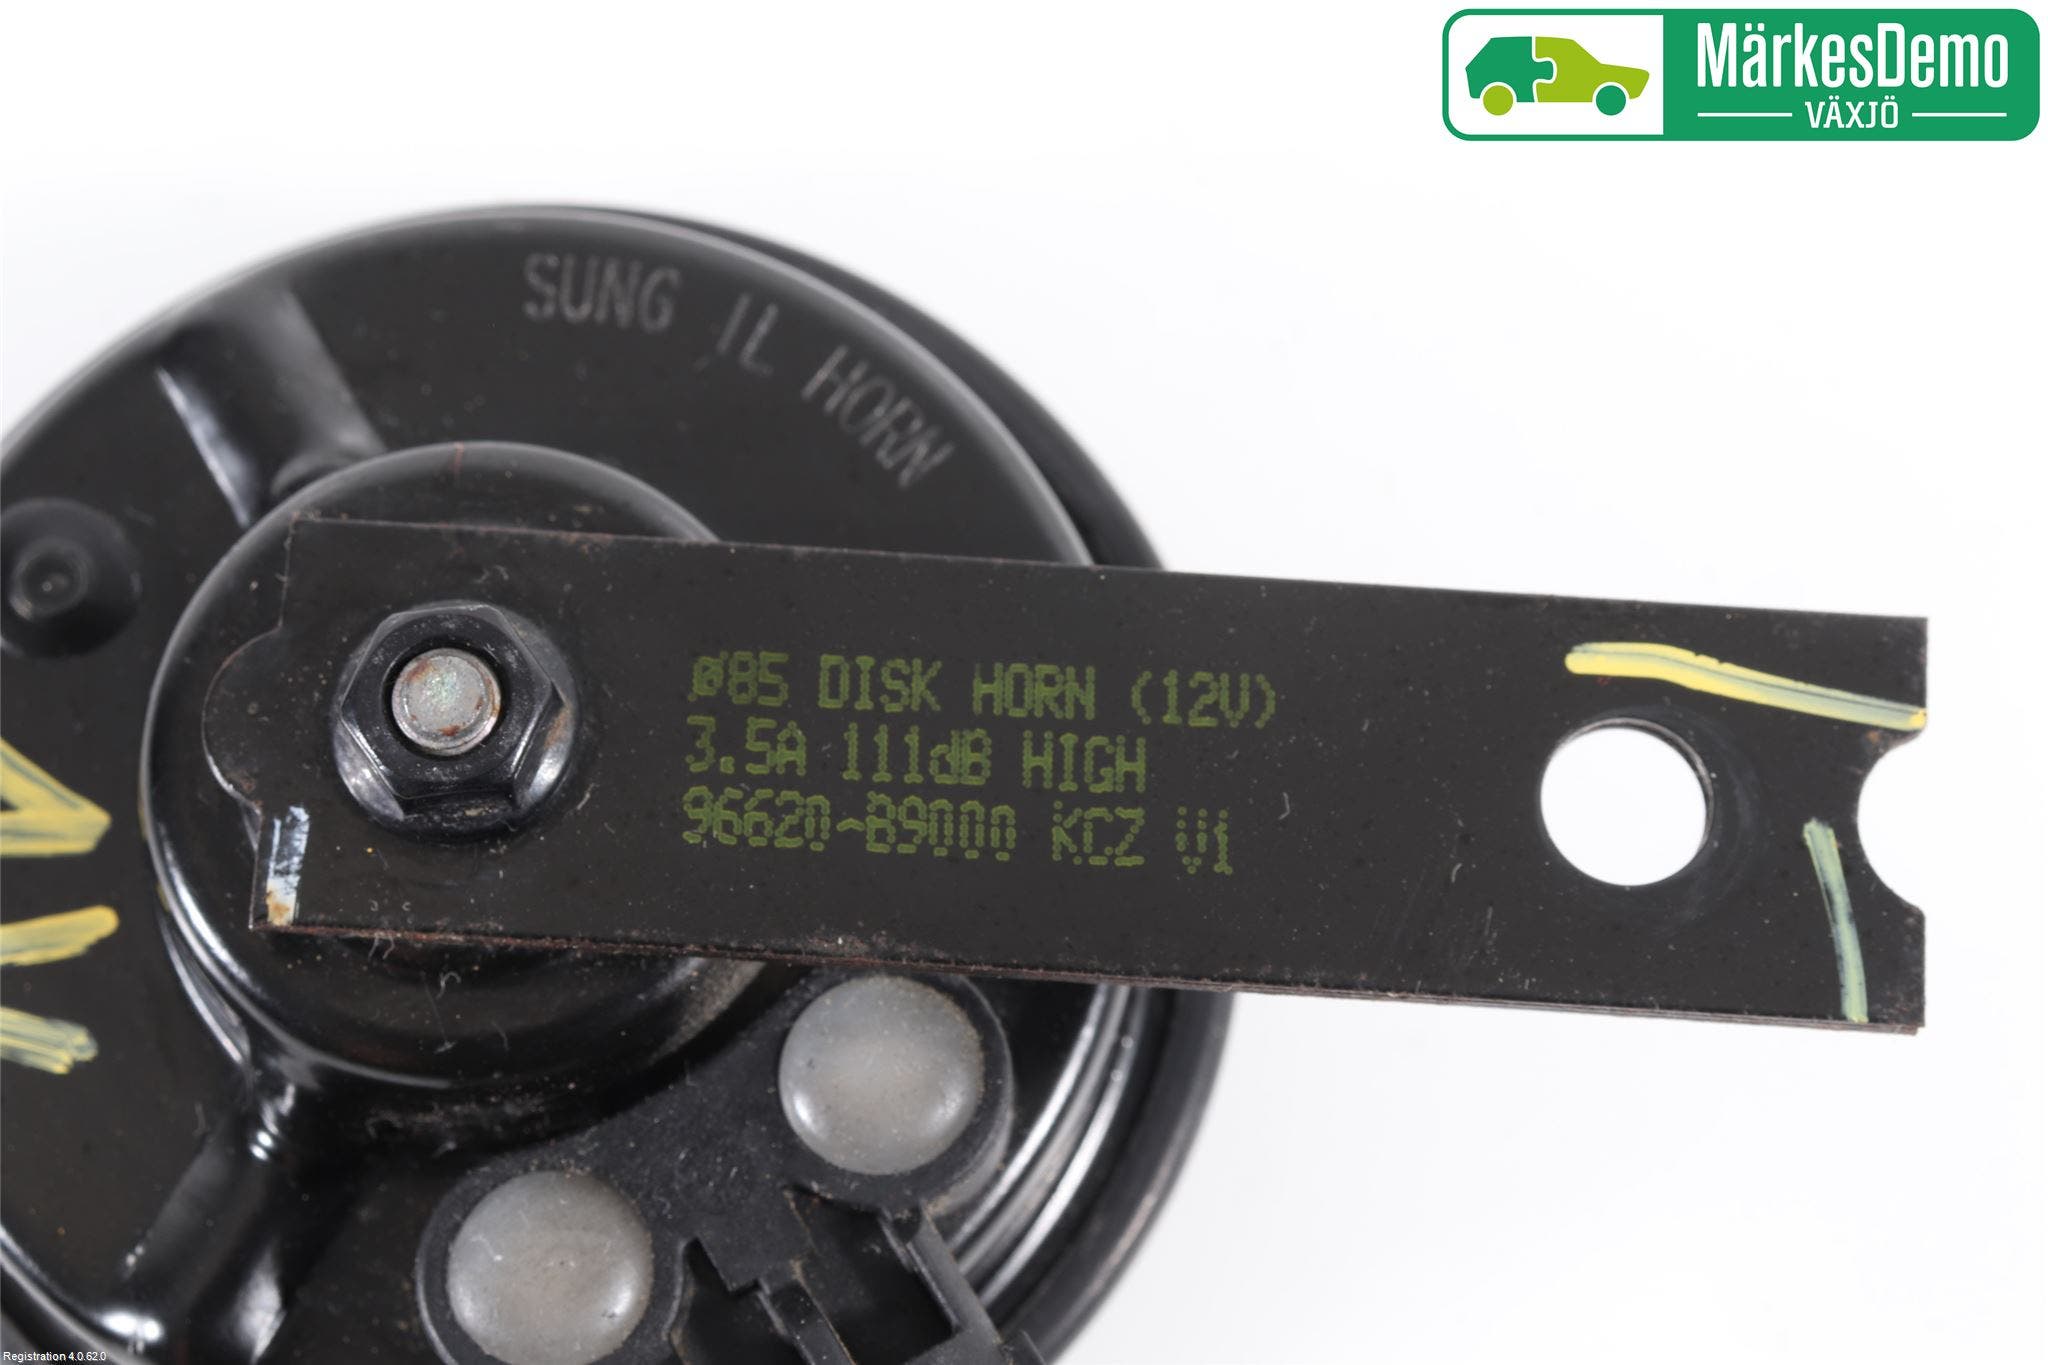 MärkesDemo
VÄXJÖ
SUNG IL HORN
ø85 DISK HORN (12V)
3.5A 111dB HIGH
96620-B9000 KCZ V1
Registration 4.0.62.0